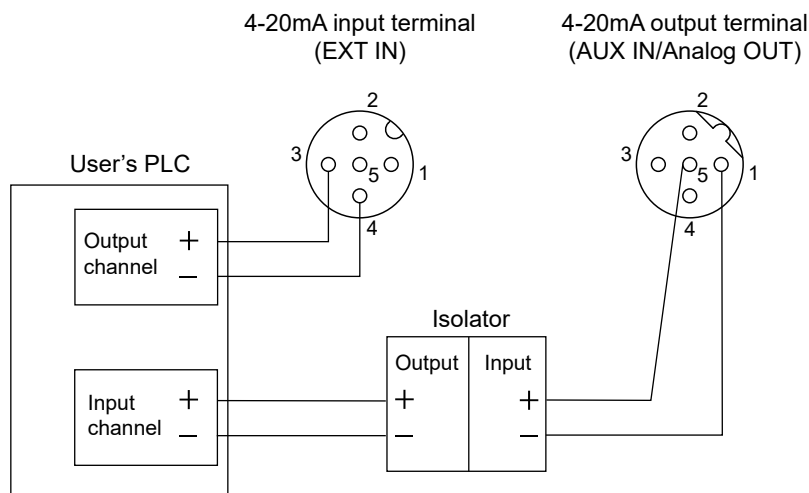 4-20mA input terminal
(EXT IN)
4-20mA output terminal
(AUX IN/Analog OUT)
2
3
5
1
4
2
3
5
1
4
User's PLC
Output
channel
+
−
Isolator
Output
Input
Input
channel
+
−
+
−
+
−